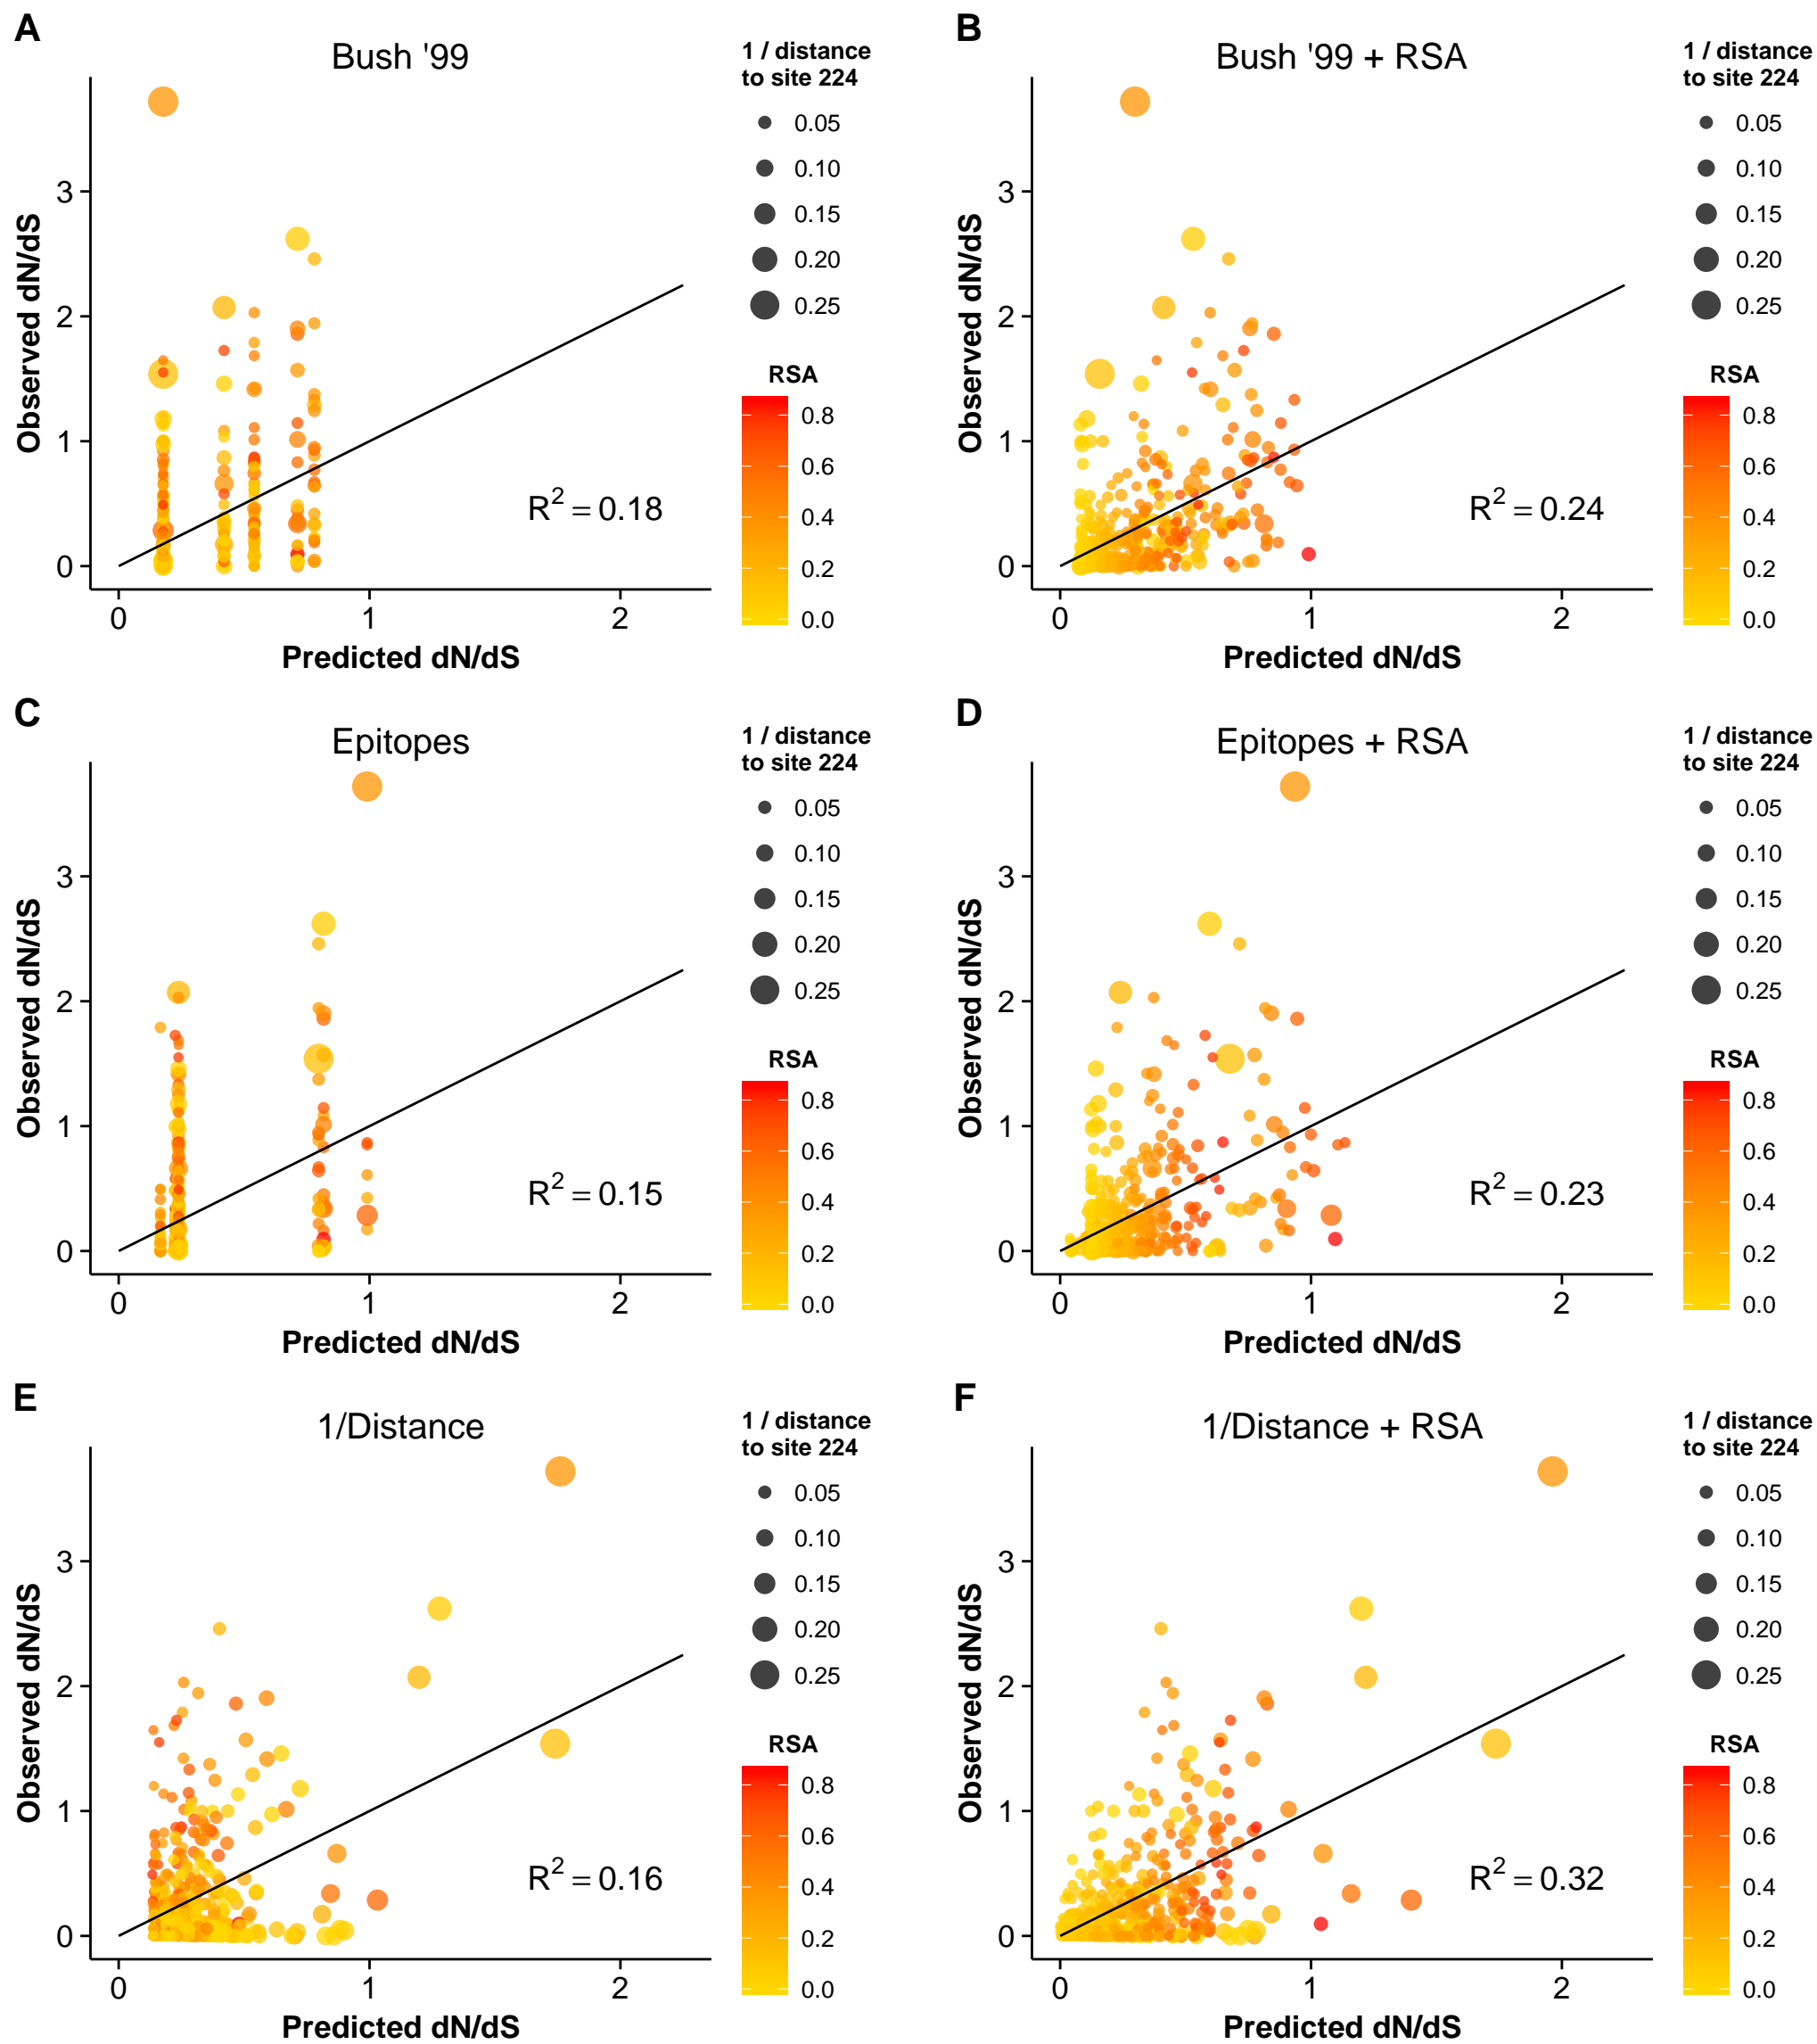 A
Bush '99
Observed dN/dS
3
2
1
0
0 1 2
Predicted dN/dS
R² = 0.18
1 / distance
to site 224
0.05
0.10
0.15
0.20
0.25
RSA
0.8
0.6
0.4
0.2
0.0
B
Bush '99 + RSA
Observed dN/dS
3
2
1
0
0 1 2
Predicted dN/dS
R² = 0.24
1 / distance
to site 224
0.05
0.10
0.15
0.20
0.25
RSA
0.8
0.6
0.4
0.2
0.0
C
Epitopes
Observed dN/dS
3
2
1
0
0 1 2
Predicted dN/dS
R² = 0.15
1 / distance
to site 224
0.05
0.10
0.15
0.20
0.25
RSA
0.8
0.6
0.4
0.2
0.0
D
Epitopes + RSA
Observed dN/dS
3
2
1
0
0 1 2
Predicted dN/dS
R² = 0.23
1 / distance
to site 224
0.05
0.10
0.15
0.20
0.25
RSA
0.8
0.6
0.4
0.2
0.0
E
1/Distance
Observed dN/dS
3
2
1
0
0 1 2
Predicted dN/dS
R² = 0.16
1 / distance
to site 224
0.05
0.10
0.15
0.20
0.25
RSA
0.8
0.6
0.4
0.2
0.0
F
1/Distance + RSA
Observed dN/dS
3
2
1
0
0 1 2
Predicted dN/dS
R² = 0.32
1 / distance
to site 224
0.05
0.10
0.15
0.20
0.25
RSA
0.8
0.6
0.4
0.2
0.0